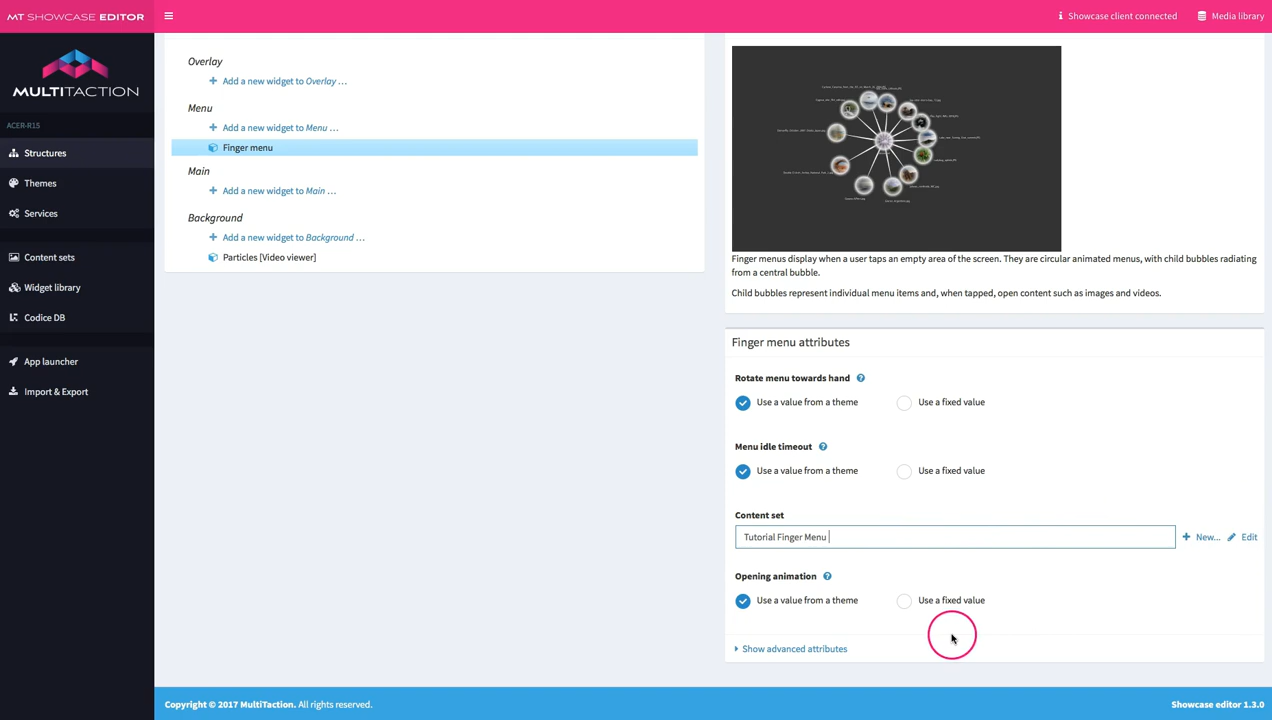 MT SHOWCASE EDITOR
Showcase client connected
Media library
MULTITACTION
ACER-R15
Structures
Themes
Services
Content sets
Widget library
Codice DB
App launcher
Import & Export
Overlay
Add a new widget to Overlay ...
Menu
Add a new widget to Menu ...
Finger menu
Main
Add a new widget to Main ...
Background
Add a new widget to Background ...
Particles [Video viewer]
Finger menus display when a user taps an empty area of the screen. They are circular animated menus, with child bubbles radiating
from a central bubble.
Child bubbles represent individual menu items and, when tapped, open content such as images and videos.
Finger menu attributes
Rotate menu towards hand
Use a value from a theme
Use a fixed value
Menu idle timeout
Use a value from a theme
Use a fixed value
Content set
Tutorial Finger Menu
New...
Edit
Opening animation
Use a value from a theme
Use a fixed value
Show advanced attributes
Copyright © 2017 MultiTaction. All rights reserved.
Showcase editor 1.3.0